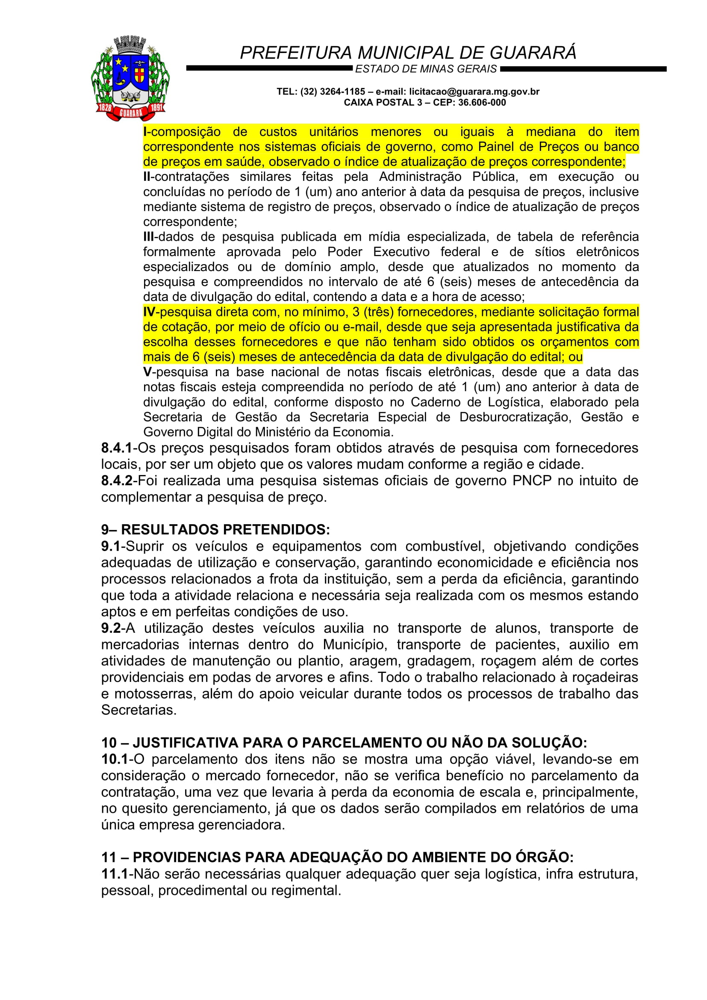 PREFEITURA MUNICIPAL DE GUARARÁ
ESTADO DE MINAS GERAIS
TEL: (32) 3264-1185 – e-mail: licitacao@guarara.mg.gov.br
CAIXA POSTAL 3 – CEP: 36.606-000
1828 GUARARÁ 1891
I-composição de custos unitários menores ou iguais à mediana do item
correspondente nos sistemas oficiais de governo, como Painel de Preços ou banco
de preços em saúde, observado o índice de atualização de preços correspondente;
II-contratações similares feitas pela Administração Pública, em execução ou
concluídas no período de 1 (um) ano anterior à data da pesquisa de preços, inclusive
mediante sistema de registro de preços, observado o índice de atualização de preços
correspondente;
III-dados de pesquisa publicada em mídia especializada, de tabela de referência
formalmente aprovada pelo Poder Executivo federal e de sítios eletrônicos
especializados ou de domínio amplo, desde que atualizados no momento da
pesquisa e compreendidos no intervalo de até 6 (seis) meses de antecedência da
data de divulgação do edital, contendo a data e a hora de acesso;
IV-pesquisa direta com, no mínimo, 3 (três) fornecedores, mediante solicitação formal
de cotação, por meio de ofício ou e-mail, desde que seja apresentada justificativa da
escolha desses fornecedores e que não tenham sido obtidos os orçamentos com
mais de 6 (seis) meses de antecedência da data de divulgação do edital; ou
V-pesquisa na base nacional de notas fiscais eletrônicas, desde que a data das
notas fiscais esteja compreendida no período de até 1 (um) ano anterior à data de
divulgação do edital, conforme disposto no Caderno de Logística, elaborado pela
Secretaria de Gestão da Secretaria Especial de Desburocratização, Gestão e
Governo Digital do Ministério da Economia.
8.4.1-Os preços pesquisados foram obtidos através de pesquisa com fornecedores
locais, por ser um objeto que os valores mudam conforme a região e cidade.
8.4.2-Foi realizada uma pesquisa sistemas oficiais de governo PNCP no intuito de
complementar a pesquisa de preço.
9– RESULTADOS PRETENDIDOS:
9.1-Suprir os veículos e equipamentos com combustível, objetivando condições
adequadas de utilização e conservação, garantindo economicidade e eficiência nos
processos relacionados a frota da instituição, sem a perda da eficiência, garantindo
que toda a atividade relaciona e necessária seja realizada com os mesmos estando
aptos e em perfeitas condições de uso.
9.2-A utilização destes veículos auxilia no transporte de alunos, transporte de
mercadorias internas dentro do Município, transporte de pacientes, auxilio em
atividades de manutenção ou plantio, aragem, gradagem, roçagem além de cortes
providenciais em podas de arvores e afins. Todo o trabalho relacionado à roçadeiras
e motosserras, além do apoio veicular durante todos os processos de trabalho das
Secretarias.
10 – JUSTIFICATIVA PARA O PARCELAMENTO OU NÃO DA SOLUÇÃO:
10.1-O parcelamento dos itens não se mostra uma opção viável, levando-se em
consideração o mercado fornecedor, não se verifica benefício no parcelamento da
contratação, uma vez que levaria à perda da economia de escala e, principalmente,
no quesito gerenciamento, já que os dados serão compilados em relatórios de uma
única empresa gerenciadora.
11 – PROVIDENCIAS PARA ADEQUAÇÃO DO AMBIENTE DO ÓRGÃO:
11.1-Não serão necessárias qualquer adequação quer seja logística, infra estrutura,
pessoal, procedimental ou regimental.